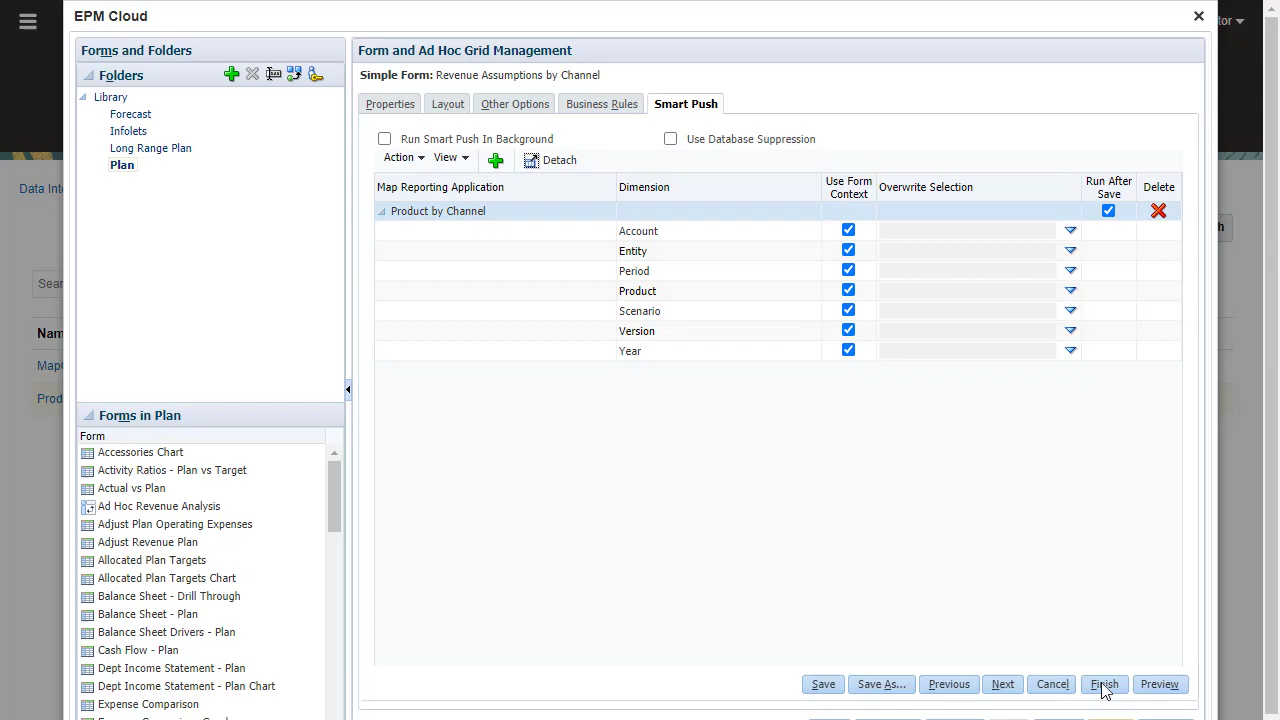 EPM Cloud
tor
Forms and Folders
Folders
Library
Forecast
Infolets
Long Range Plan
Plan
Forms in Plan
Form
Accessories Chart
Activity Ratios - Plan vs Target
Actual vs Plan
Ad Hoc Revenue Analysis
Adjust Plan Operating Expenses
Adjust Revenue Plan
Allocated Plan Targets
Allocated Plan Targets Chart
Balance Sheet - Drill Through
Balance Sheet - Plan
Balance Sheet Drivers - Plan
Cash Flow - Plan
Dept Income Statement - Plan
Dept Income Statement - Plan Chart
Expense Comparison
Form and Ad Hoc Grid Management
Simple Form: Revenue Assumptions by Channel
Properties Layout Other Options Business Rules Smart Push
Run Smart Push In Background Use Database Suppression
Action View Detach
Map Reporting Application Dimension Use Form Context Overwrite Selection Run After Save Delete
Product by Channel
Account
Entity
Period
Product
Scenario
Version
Year
Save Save As... Previous Next Cancel Finish Preview
Data Int
Sear
Nam
Map
Prod
h